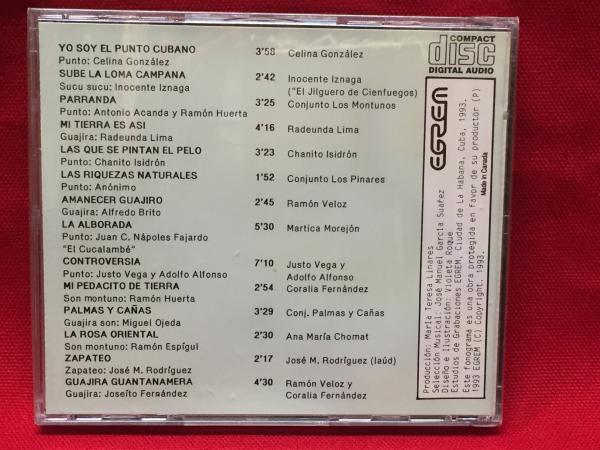 YO SOY EL PUNTO CUBANO 3'58 Celina González
Punto: Celina González
SUBE LA LOMA CAMPANA 2'42 Inocente Iznaga
Sucu sucu: Inocente Iznaga ("El Jilguero de Cienfuegos)
PARRANDA 3'25 Conjunto Los Montunos
Punto: Antonio Acanda y Ramón Huerta
MI TIERRA ES ASI 4'16 Radeunda Lima
Guajira: Radeunda Lima
LAS QUE SE PINTAN EL PELO 3'23 Chanito Isidrón
Punto: Chanito Isidrón
LAS RIQUEZAS NATURALES 1'52 Conjunto Los Pinares
Punto: Anónimo
AMANECER GUAJIRO 2'45 Ramón Veloz
Guajira: Alfredo Brito
LA ALBORADA 5'30 Martica Morejón
Punto: Juan C. Nápoles Fajardo
"El Cucalambé"
CONTROVERSIA 7'10 Justo Vega y
Punto: Justo Vega y Adolfo Alfonso Adolfo Alfonso
MI PEDACITO DE TIERRA 2'54 Coralia Fernández
Son montuno: Ramón Huerta
PALMAS Y CAÑAS 3'29 Conj. Palmas y Cañas
Guajira son: Miguel Ojeda
LA ROSA ORIENTAL 2'30 Ana María Chomat
Son montuno: Ramón Espígul
ZAPATEO 2'17 José M. Rodríguez (laúd)
Zapateo: José M. Rodríguez
GUAJIRA GUANTANAMERA 4'30 Ramón Veloz y
Guajira: Joseíto Fernández Coralia Fernández
COMPACT
disc
DIGITAL AUDIO
EGREM
Producción: María Teresa Linares
Selección Musical: José Manuel García Suárez
Diseño e Ilustración: Violeta Roque
Estudios de Grabaciones EGREM, Ciudad de La Habana, Cuba, 1993.
Este fonograma es una obra protegida en favor de su productor (P)
1993 EGREM (C) Copyright. 1993.
Made in Canada